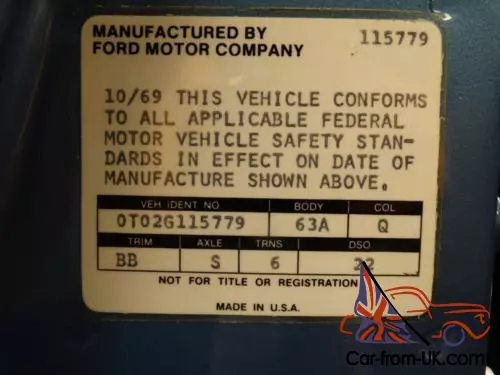 MANUFACTURED BY 115779
FORD MOTOR COMPANY
10/69 THIS VEHICLE CONFORMS
TO ALL APPLICABLE FEDERAL
MOTOR VEHICLE SAFETY STAN-
DARDS IN EFFECT ON DATE OF
MANUFACTURE SHOWN ABOVE.
VEH IDENT NO BODY COL
0T02G115779 63A Q
TRIM AXLE TRNS DSO
BB S 6 22
NOT FOR TITLE OR REGISTRATION
MADE IN U.S.A.
Car-from-UK.com